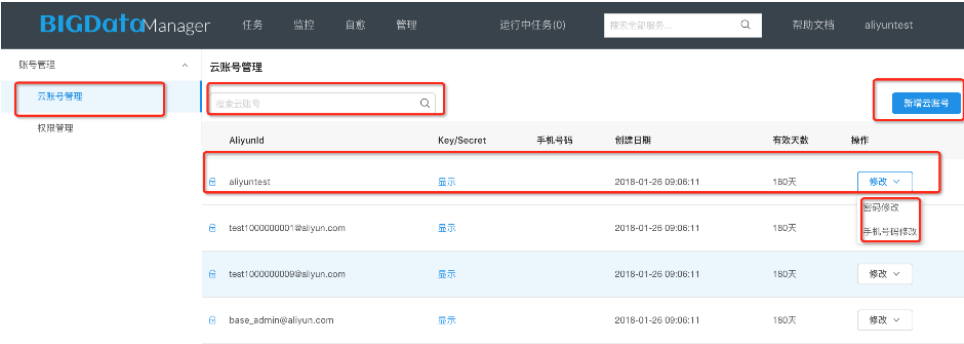 BIGDataManager 任务 监控 自愈 管理 运行中任务(0) 搜索全部服务... 帮助文档 aliyuntest
账号管理 云账号管理
云账号管理 搜索云账号 新增云账号
权限管理
AliyunId Key/Secret 手机号码 创建日期 有效天数 操作
aliyuntest 显示 2018-01-26 09:06:11 180天 修改
密码修改
test1000000001@aliyun.com 显示 2018-01-26 09:06:11 180天 手机号码修改
test1000000009@aliyun.com 显示 2018-01-26 09:06:11 180天 修改
base_admin@aliyun.com 显示 2018-01-26 09:06:11 180天 修改